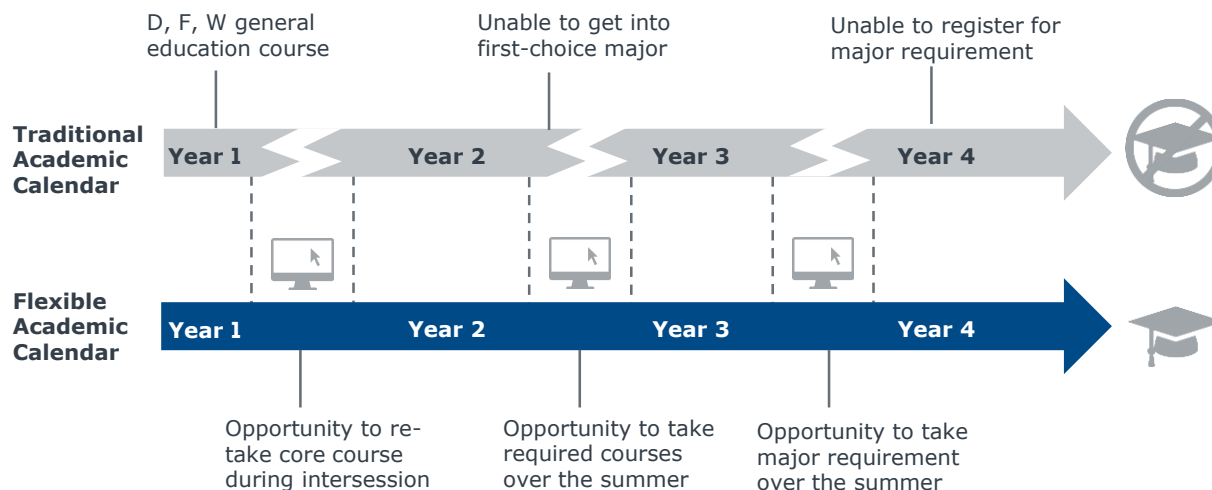 D, F, W general
education course
Unable to get into
first-choice major
Unable to register for
major requirement
Traditional
Academic
Calendar
Year 1
Year 2
Year 3
Year 4
Flexible
Academic
Calendar
Year 1
Year 2
Year 3
Year 4
Opportunity to re-
take core course
during intersession
Opportunity to take
required courses
over the summer
Opportunity to take
major requirement
over the summer